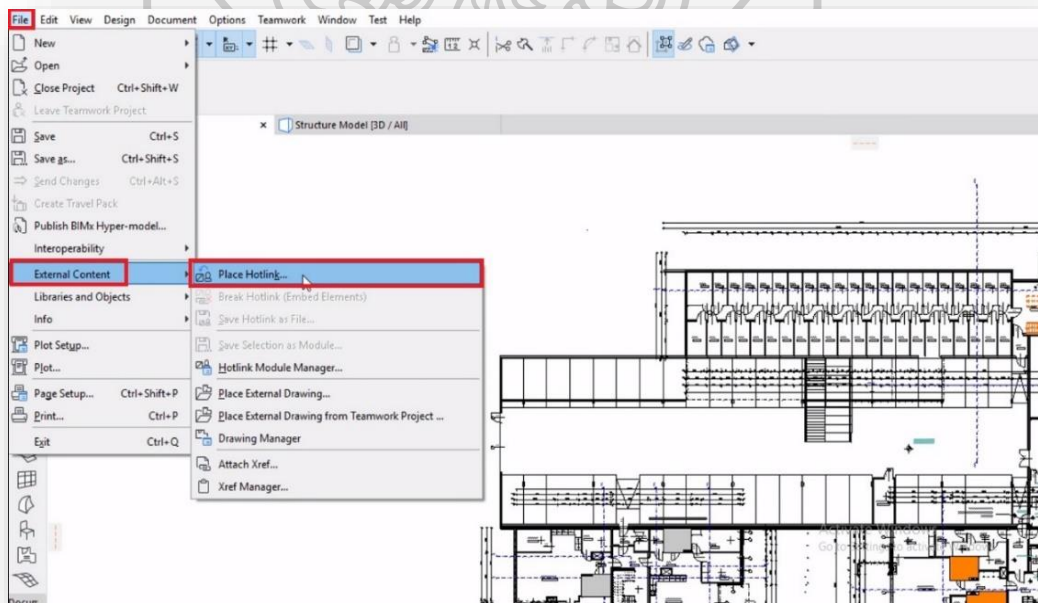 File Edit View Design Document Options Teamwork Window Test Help
New
Open
Close Project Ctrl+Shift+W
Leave Teamwork Project
Save Ctrl+S
Save as... Ctrl+Shift+S
Send Changes Ctrl+Alt+S
Create Travel Pack
Publish BIMx Hyper-model...
Interoperability
External Content
Libraries and Objects
Info
Plot Setup...
Plot...
Page Setup... Ctrl+Shift+P
Print... Ctrl+P
Exit Ctrl+Q
Place Hotlink...
Break Hotlink (Embed Elements)
Save Hotlink as File...
Save Selection as Module...
Hotlink Module Manager...
Place External Drawing...
Place External Drawing from Teamwork Project ...
Drawing Manager
Attach Xref...
Xref Manager...
Structure Model [3D / All]
Activate Windows
Docum